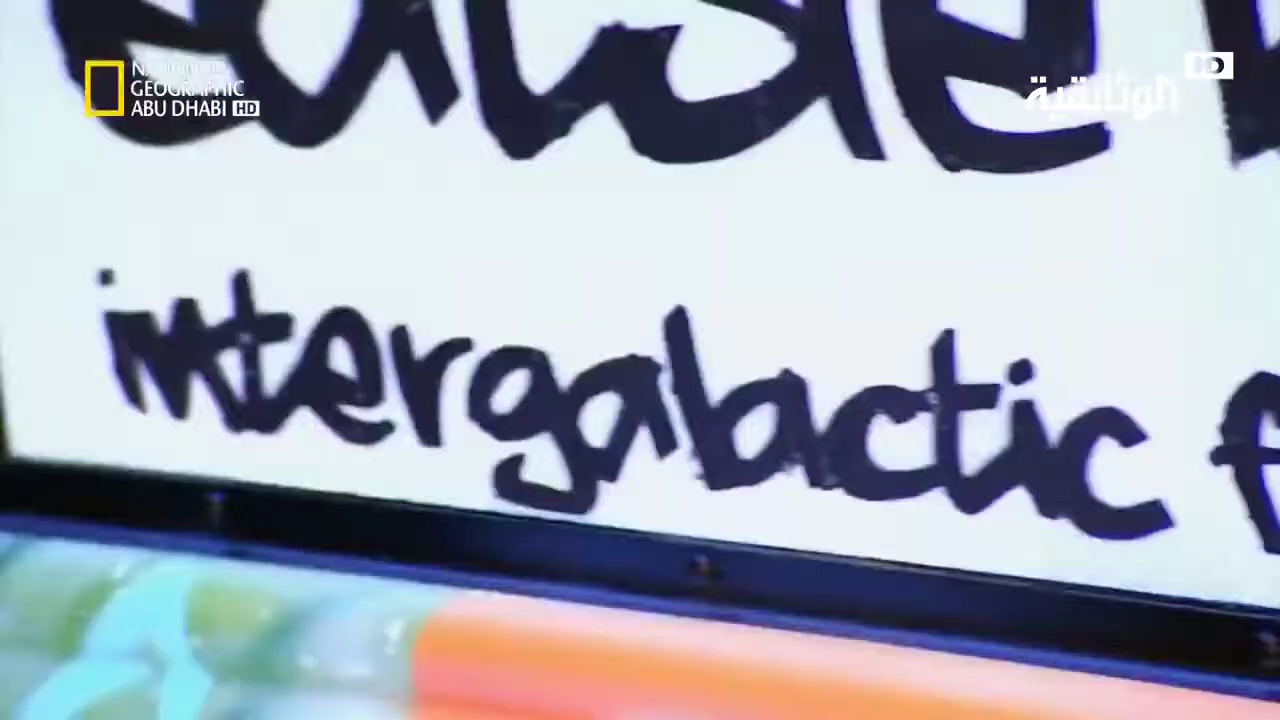 NATIONAL
GEOGRAPHIC
ABU DHABI HD
الوثائقية HD
intergalactic f